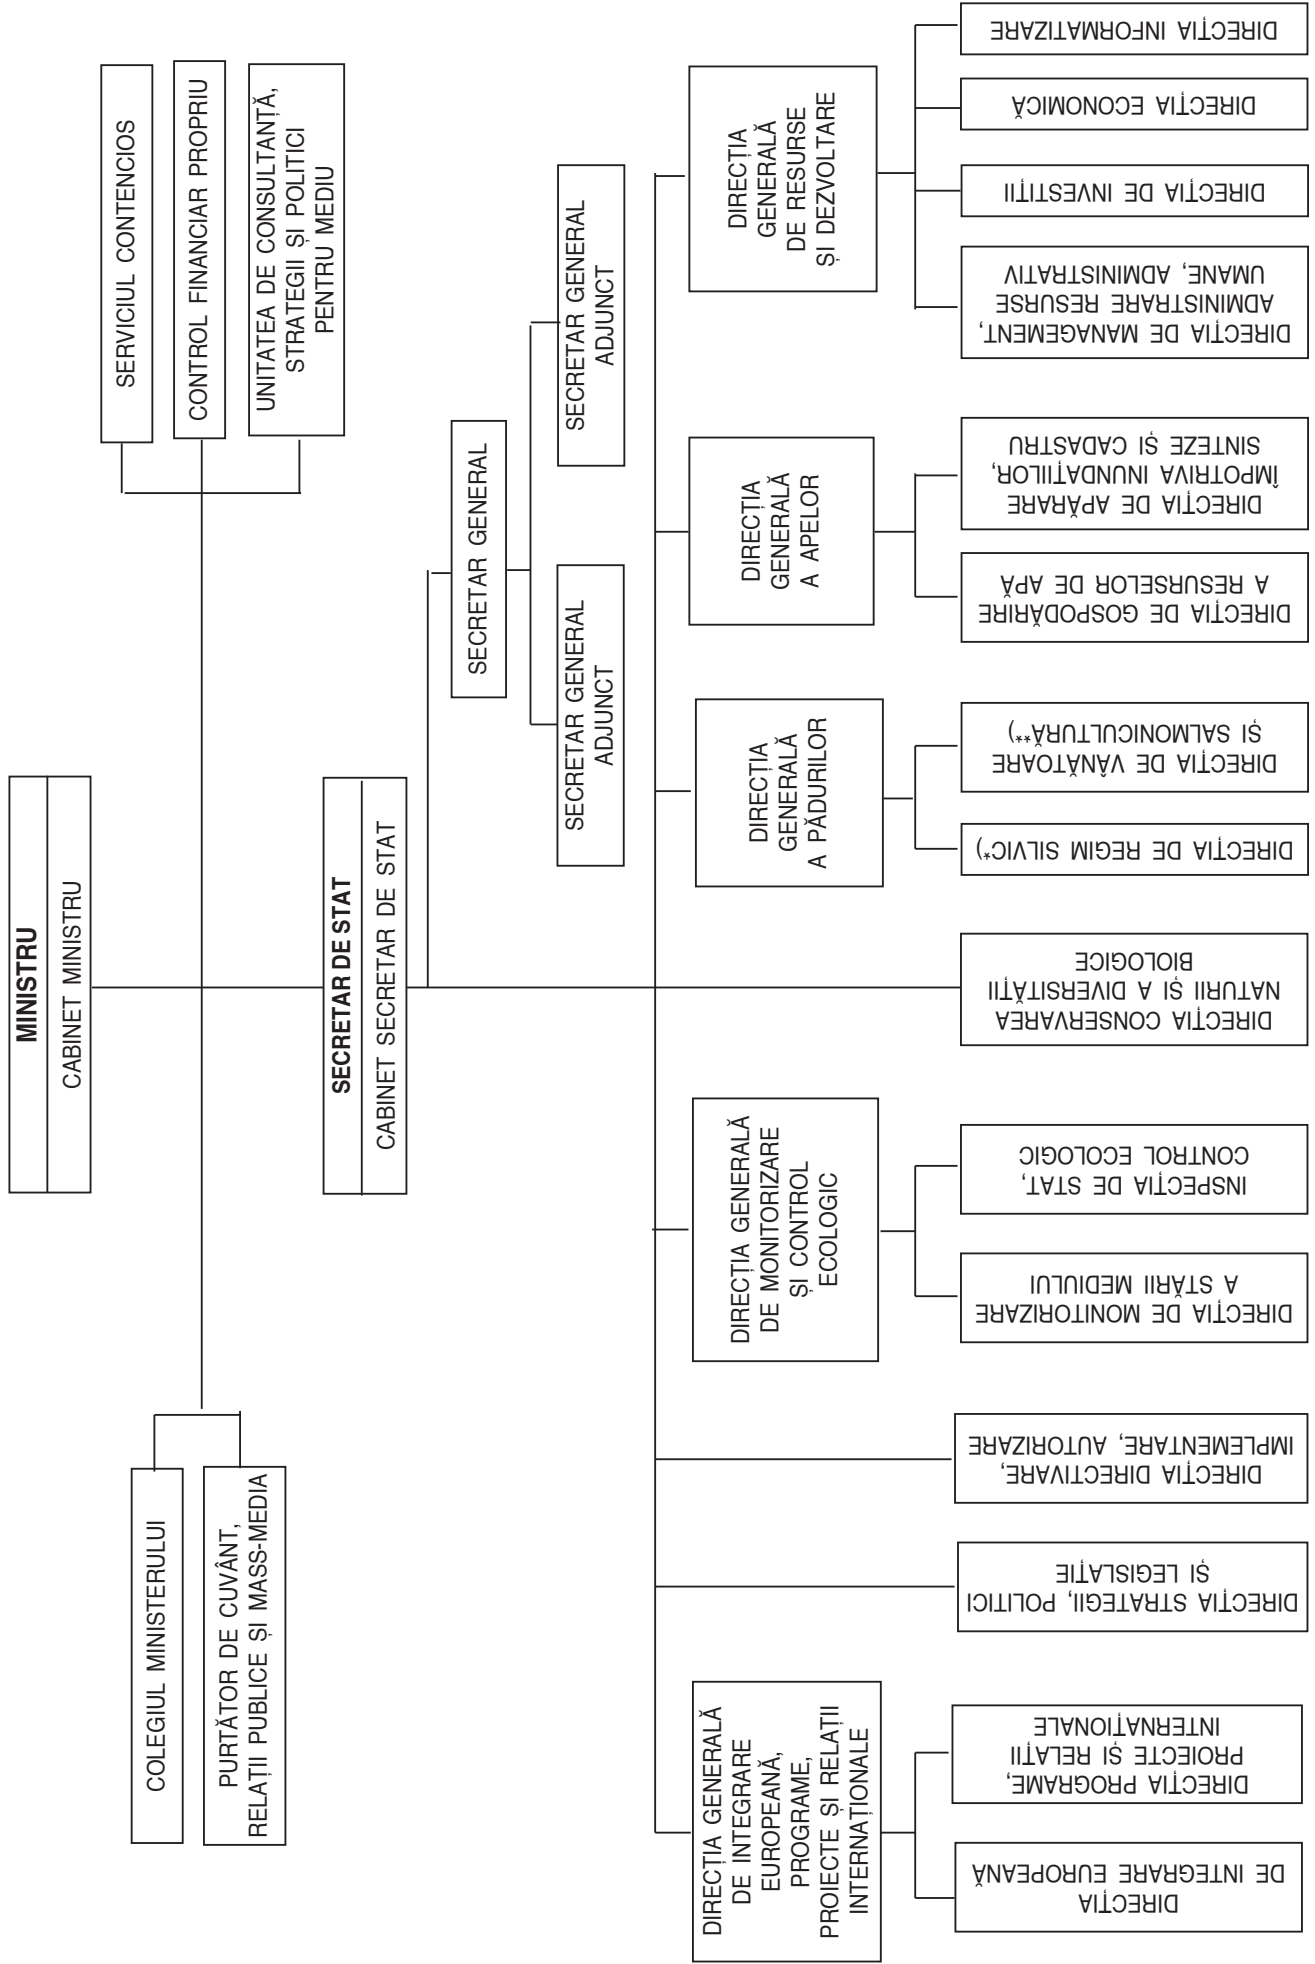 MINISTRU
CABINET MINISTRU
COLEGIUL MINISTERULUI
PURTĂTOR DE CUVÂNT,
RELAȚII PUBLICE ȘI MASS-MEDIA
SERVICIUL CONTENCIOS
CONTROL FINANCIAR PROPRIU
UNITATEA DE CONSULTANȚĂ,
STRATEGII ȘI POLITICI
PENTRU MEDIU
SECRETAR DE STAT
CABINET SECRETAR DE STAT
SECRETAR GENERAL
SECRETAR GENERAL
ADJUNCT
SECRETAR GENERAL
ADJUNCT
DIRECȚIA GENERALĂ
DE INTEGRARE
EUROPEANĂ,
PROGRAME,
PROIECTE ȘI RELAȚII
INTERNAȚIONALE
DIRECȚIA GENERALĂ
DE MONITORIZARE
ȘI CONTROL
ECOLOGIC
DIRECȚIA
GENERALĂ
A PĂDURILOR
DIRECȚIA
GENERALĂ
A APELOR
DIRECȚIA
GENERALĂ
DE RESURSE
ȘI DEZVOLTARE
DIRECȚIA
DE INTEGRARE EUROPEANĂ
DIRECȚIA PROGRAME,
PROIECTE ȘI RELAȚII
INTERNAȚIONALE
DIRECȚIA STRATEGII, POLITICI
ȘI LEGISLAȚIE
DIRECȚIA DIRECTIVARE,
IMPLEMENTARE, AUTORIZARE
DIRECȚIA DE MONITORIZARE
A STĂRII MEDIULUI
INSPECȚIA DE STAT,
CONTROL ECOLOGIC
DIRECȚIA CONSERVAREA
NATURII ȘI A DIVERSITĂȚII
BIOLOGICE
DIRECȚIA DE REGIM SILVIC*)
DIRECȚIA DE VÂNĂTOARE
ȘI SALMONICULTURĂ**)
DIRECȚIA DE GOSPODĂRIRE
A RESURSELOR DE APĂ
DIRECȚIA DE APĂRARE
ÎMPOTRIVA INUNDAȚIILOR,
SINTEZE ȘI CADASTRU
DIRECȚIA DE MANAGEMENT,
ADMINISTRARE RESURSE
UMANE, ADMINISTRATIV
DIRECȚIA DE INVESTIȚII
DIRECȚIA ECONOMICĂ
DIRECȚIA INFORMATIZARE